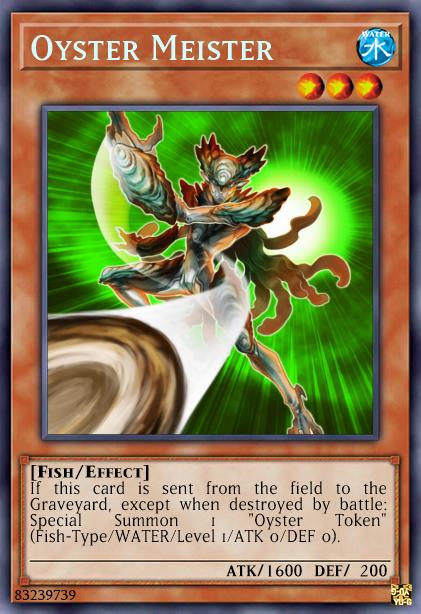 Oyster Meister
WATER
水
[Fish/Effect]
If this card is sent from the field to the
Graveyard, except when destroyed by battle:
Special Summon 1 "Oyster Token"
(Fish-Type/WATER/Level 1/ATK 0/DEF 0).
ATK/1600 DEF/ 200
83239739